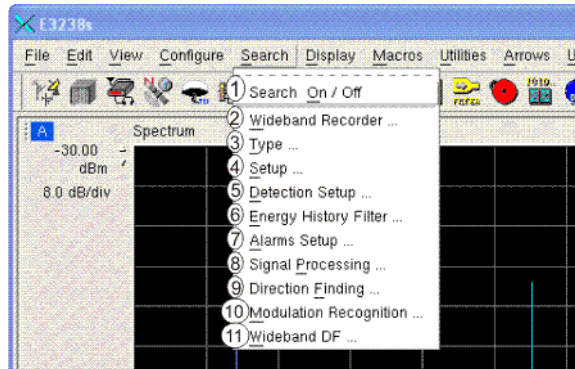 E3238s
File Edit View Configure Search Display Macros Utilities Arrows U
1 Search On / Off
2 Wideband Recorder ...
3 Type ...
4 Setup ...
5 Detection Setup ...
6 Energy History Filter ...
7 Alarms Setup ...
8 Signal Processing ...
9 Direction Finding ...
10 Modulation Recognition ...
11 Wideband DF ...
A Spectrum
-30.00
dBm
8.0 dB/div